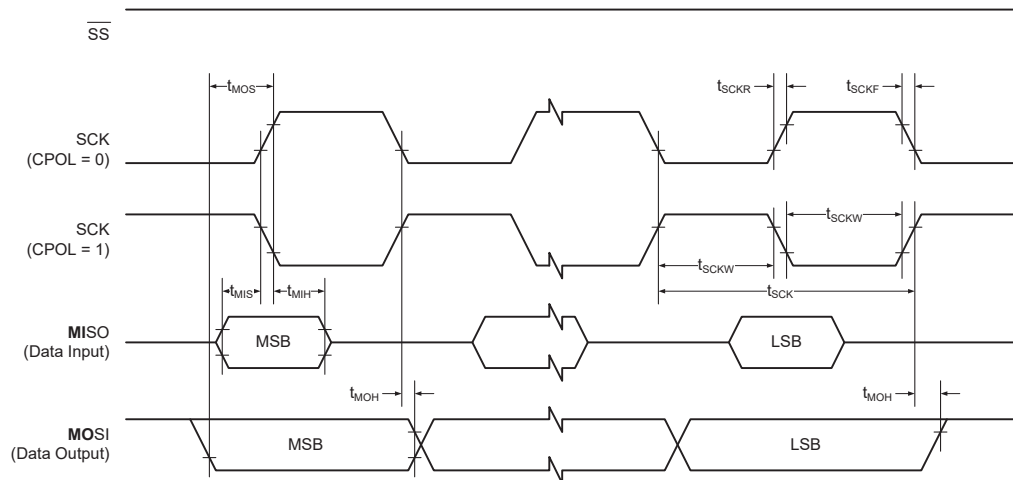 SS
tMOS
tSCKR
tSCKF
SCK
(CPOL = 0)
SCK
(CPOL = 1)
tSCKW
tSCKW
tSCK
tMIS
tMIH
MISO
(Data Input)
MSB
LSB
tMOH
tMOH
MOSI
(Data Output)
MSB
LSB